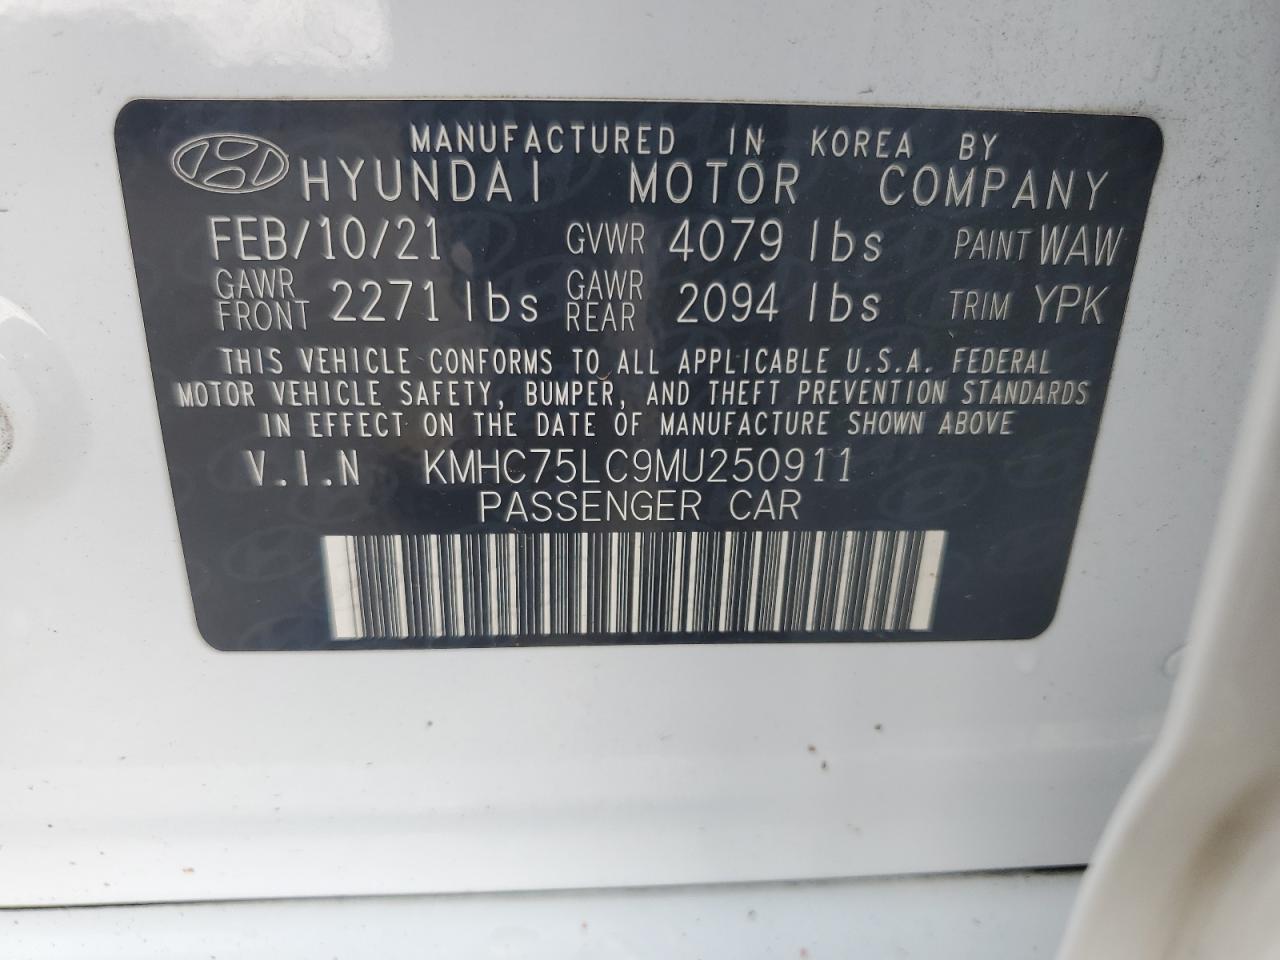 MANUFACTURED IN KOREA BY
HYUNDAI MOTOR COMPANY
FEB/10/21 GVWR 4079 lbs PAINT WAW
GAWR FRONT 2271 lbs GAWR REAR 2094 lbs TRIM YPK
THIS VEHICLE CONFORMS TO ALL APPLICABLE U.S.A. FEDERAL
MOTOR VEHICLE SAFETY, BUMPER, AND THEFT PREVENTION STANDARDS
IN EFFECT ON THE DATE OF MANUFACTURE SHOWN ABOVE
V.I.N KMHC75LC9MU250911
PASSENGER CAR